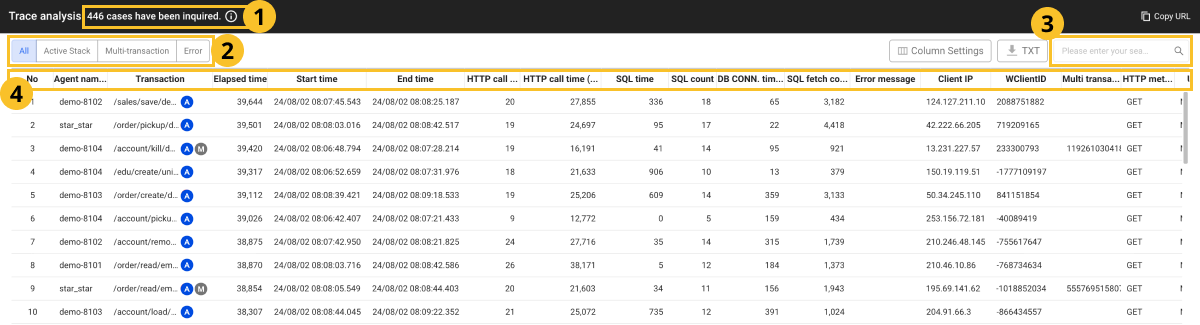 Trace analysis 446 cases have been inquired. 1 Copy URL
3
All Active Stack Multi-transaction Error 2 Column Settings TXT Please enter your sea...
4
No Agent nam... Transaction Elapsed time Start time End time HTTP call ... HTTP call time (... SQL time SQL count DB CONN. tim... SQL fetch co... Error message Client IP WClientID Multi transa... HTTP met...
1 demo-8102 /sales/save/de... A 39,644 24/08/02 08:07:45.543 24/08/02 08:08:25.187 20 27,855 336 18 65 3,182 124.127.211.10 2088751882 GET
2 star_star /order/pickup/d... A 39,501 24/08/02 08:08:03.016 24/08/02 08:08:42.517 19 24,697 95 17 22 4,418 42.222.66.205 719209165 GET
3 demo-8104 /account/kill/d... A M 39,420 24/08/02 08:06:48.794 24/08/02 08:07:28.214 19 16,191 41 14 95 921 13.231.227.57 233300793 119261030418 GET
4 demo-8104 /edu/create/uni... A 39,317 24/08/02 08:06:52.659 24/08/02 08:07:31.976 18 21,633 906 10 13 379 150.19.119.51 -1777109197 GET
5 demo-8103 /order/create/d... A 39,112 24/08/02 08:08:39.421 24/08/02 08:09:18.533 19 25,206 609 14 359 3,133 50.34.245.110 841151854 GET
6 demo-8104 /account/picku... A 39,026 24/08/02 08:06:42.407 24/08/02 08:07:21.433 9 12,772 0 5 159 434 253.156.72.181 -40089419 GET
7 demo-8102 /account/remo... A 38,875 24/08/02 08:07:42.950 24/08/02 08:08:21.825 24 27,716 35 14 315 1,739 210.246.48.145 -755617647 GET
8 demo-8101 /order/read/em... A 38,870 24/08/02 08:08:03.716 24/08/02 08:08:42.586 26 38,171 5 12 184 1,373 210.46.10.86 -768734634 GET
9 star_star /order/read/em... A M 38,854 24/08/02 08:08:05.549 24/08/02 08:08:44.403 20 21,603 34 11 156 1,943 195.69.141.62 -1018852034 555769515807 GET
10 demo-8103 /account/load/... A 38,307 24/08/02 08:08:44.045 24/08/02 08:09:22.352 21 25,072 735 12 391 1,024 204.91.66.3 -866434557 GET